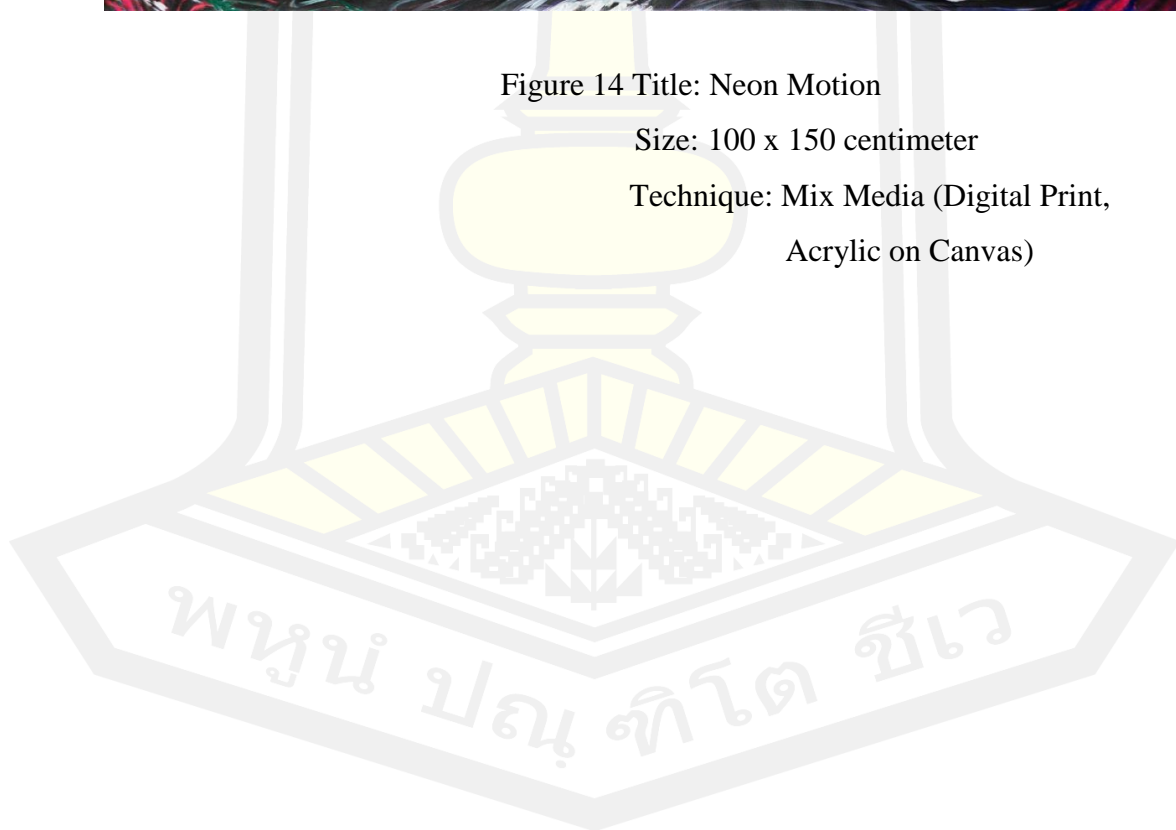 Figure 14 Title: Neon Motion
Size: 100 x 150 centimeter
Technique: Mix Media (Digital Print,
Acrylic on Canvas)
พหูนํ ปณฺ ฑิโต ชีเว